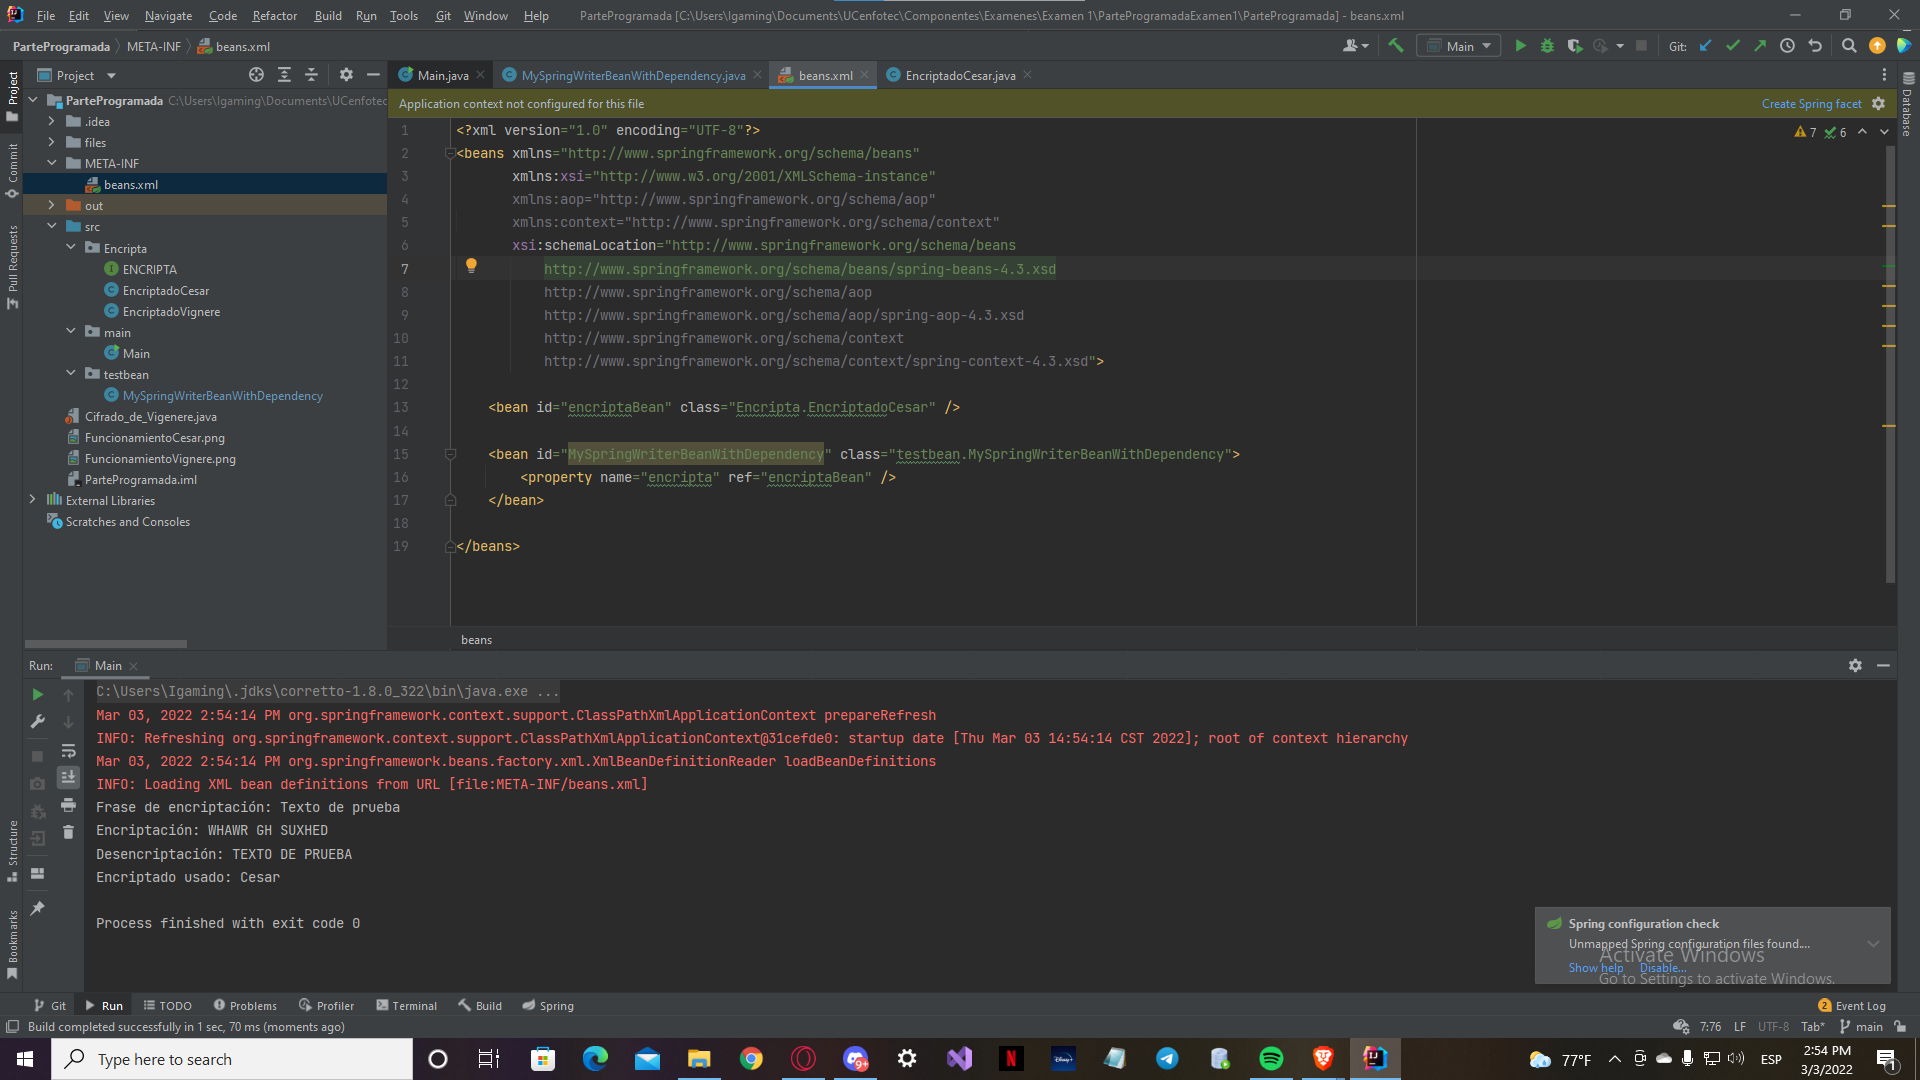 File Edit View Navigate Code Refactor Build Run Tools Git Window Help ParteProgramada [C:\Users\Igaming\Documents\UCenfotec\Componentes\Examenes\Examen 1\ParteProgramadaExamen1\ParteProgramada] - beans.xml
ParteProgramada META-INF beans.xml Main Git:
Project
Main.java MySpringWriterBeanWithDependency.java beans.xml EncriptadoCesar.java
Project
Commit
Pull Requests
Structure
Bookmarks
Database
ParteProgramada C:\Users\Igaming\Documents\UCenfotec
.idea
files
META-INF
beans.xml
out
src
Encripta
ENCRIPTA
EncriptadoCesar
EncriptadoVignere
main
Main
testbean
MySpringWriterBeanWithDependency
Cifrado_de_Vigenere.java
FuncionamientoCesar.png
FuncionamientoVignere.png
ParteProgramada.iml
External Libraries
Scratches and Consoles
Application context not configured for this file Create Spring facet
7 6
1 <?xml version="1.0" encoding="UTF-8"?>
2 <beans xmlns="http://www.springframework.org/schema/beans"
3 xmlns:xsi="http://www.w3.org/2001/XMLSchema-instance"
4 xmlns:aop="http://www.springframework.org/schema/aop"
5 xmlns:context="http://www.springframework.org/schema/context"
6 xsi:schemaLocation="http://www.springframework.org/schema/beans
7 http://www.springframework.org/schema/beans/spring-beans-4.3.xsd
8 http://www.springframework.org/schema/aop
9 http://www.springframework.org/schema/aop/spring-aop-4.3.xsd
10 http://www.springframework.org/schema/context
11 http://www.springframework.org/schema/context/spring-context-4.3.xsd">
12
13 <bean id="encriptaBean" class="Encripta.EncriptadoCesar" />
14
15 <bean id="MySpringWriterBeanWithDependency" class="testbean.MySpringWriterBeanWithDependency">
16 <property name="encripta" ref="encriptaBean" />
17 </bean>
18
19 </beans>
beans
Run: Main
C:\Users\Igaming\.jdks\corretto-1.8.0_322\bin\java.exe ...
Mar 03, 2022 2:54:14 PM org.springframework.context.support.ClassPathXmlApplicationContext prepareRefresh
INFO: Refreshing org.springframework.context.support.ClassPathXmlApplicationContext@31cefde0: startup date [Thu Mar 03 14:54:14 CST 2022]; root of context hierarchy
Mar 03, 2022 2:54:14 PM org.springframework.beans.factory.xml.XmlBeanDefinitionReader loadBeanDefinitions
INFO: Loading XML bean definitions from URL [file:META-INF/beans.xml]
Frase de encriptación: Texto de prueba
Encriptación: WHAWR GH SUXHED
Desencriptación: TEXTO DE PRUEBA
Encriptado usado: Cesar
Process finished with exit code 0
Spring configuration check
Unmapped Spring configuration files found....
Show help Disable...
Activate Windows
Go to Settings to activate Windows.
Git Run TODO Problems Profiler Terminal Build Spring 2 Event Log
Build completed successfully in 1 sec, 70 ms (moments ago) 7:76 LF UTF-8 Tab* main
Type here to search
N
Disney+
9+
IJ
77°F ESP
2:54 PM
3/3/2022
1